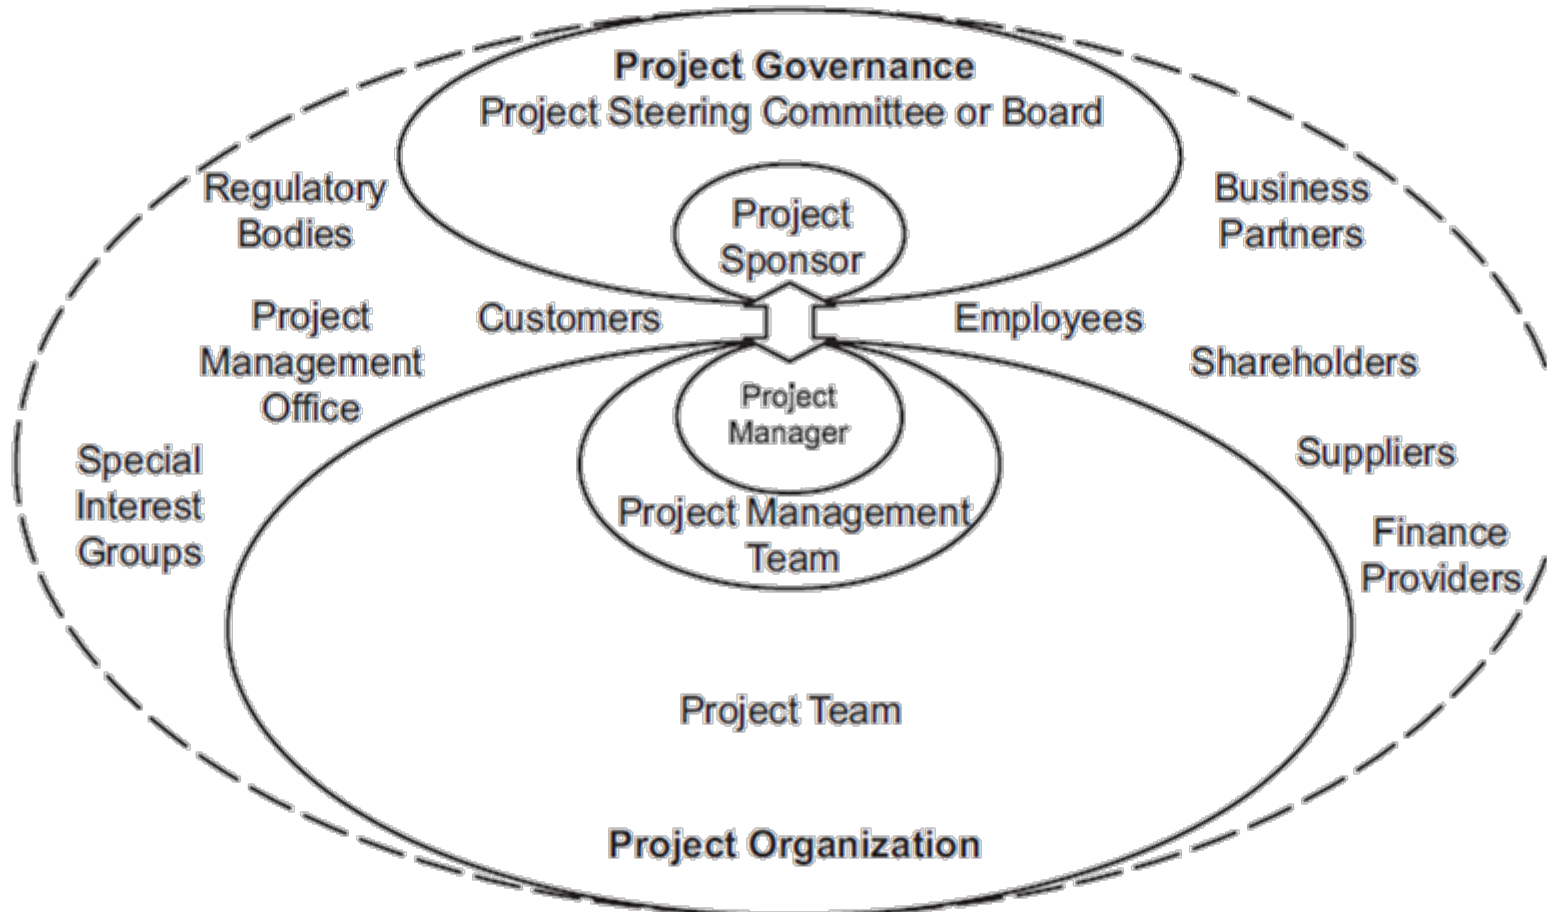 Project Governance
Project Steering Committee or Board
Regulatory
Bodies
Project
Sponsor
Business
Partners
Project
Management
Office
Customers
Employees
Shareholders
Project
Manager
Special
Interest
Groups
Suppliers
Project Management
Team
Finance
Providers
Project Team
Project Organization